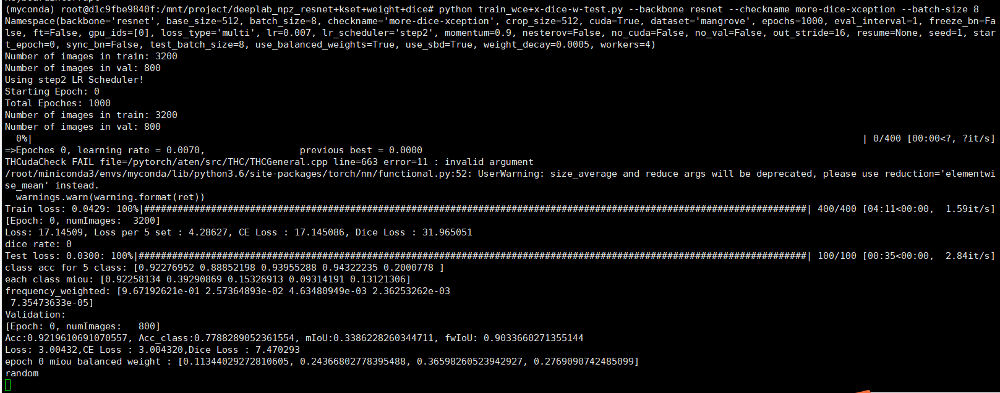 (myconda) root@d1c9fbe9840f:/mnt/project/deeplab_npz_resnet+kset+weight+dice# python train_wce+x-dice-w-test.py --backbone resnet --checkname more-dice-xception --batch-size 8
Namespace(backbone='resnet', base_size=512, batch_size=8, checkname='more-dice-xception', crop_size=512, cuda=True, dataset='mangrove', epochs=1000, eval_interval=1, freeze_bn=Fa
lse, ft=False, gpu_ids=[0], loss_type='multi', lr=0.007, lr_scheduler='step2', momentum=0.9, nesterov=False, no_cuda=False, no_val=False, out_stride=16, resume=None, seed=1, star
t_epoch=0, sync_bn=False, test_batch_size=8, use_balanced_weights=True, use_sbd=True, weight_decay=0.0005, workers=4)
Number of images in train: 3200
Number of images in val: 800
Using step2 LR Scheduler!
Starting Epoch: 0
Total Epoches: 1000
Number of images in train: 3200
Number of images in val: 800
0%| | 0/400 [00:00<?, ?it/s]
=>Epoches 0, learning rate = 0.0070, previous best = 0.0000
THCudaCheck FAIL file=/pytorch/aten/src/THC/THCGeneral.cpp line=663 error=11 : invalid argument
/root/miniconda3/envs/myconda/lib/python3.6/site-packages/torch/nn/functional.py:52: UserWarning: size_average and reduce args will be deprecated, please use reduction='elementwi
se_mean' instead.
warnings.warn(warning.format(ret))
Train loss: 0.0429: 100%|#######################################################################################################################| 400/400 [04:11<00:00, 1.59it/s]
[Epoch: 0, numImages: 3200]
Loss: 17.14509, Loss per 5 set : 4.28627, CE Loss : 17.145086, Dice Loss : 31.965051
dice rate: 0
Test loss: 0.0300: 100%|########################################################################################################################| 100/100 [00:35<00:00, 2.84it/s]
class acc for 5 class: [0.92276952 0.88852198 0.93955288 0.94322235 0.2000778 ]
each class miou: [0.92258134 0.39290869 0.15326913 0.09314191 0.13121306]
frequency_weighted: [9.67192621e-01 2.57364893e-02 4.63480949e-03 2.36253262e-03
7.35473633e-05]
Validation:
[Epoch: 0, numImages: 800]
Acc:0.9219610691070557, Acc_class:0.7788289052361554, mIoU:0.3386228260344711, fwIoU: 0.9033660271355144
Loss: 3.00432,CE Loss : 3.004320,Dice Loss : 7.470293
epoch 0 miou balanced weight : [0.11344029272810605, 0.24366802778395488, 0.36598260523942927, 0.2769090742485099]
random